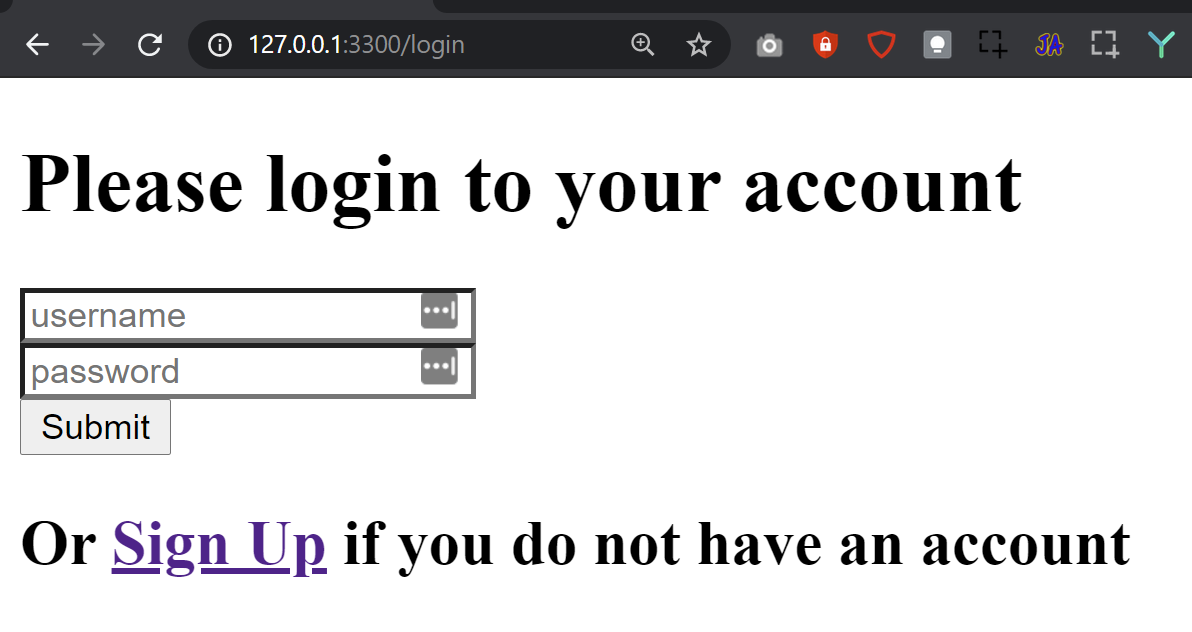 127.0.0.1:3300/login
JA
Please login to your account
username
password
Submit
Or Sign Up if you do not have an account